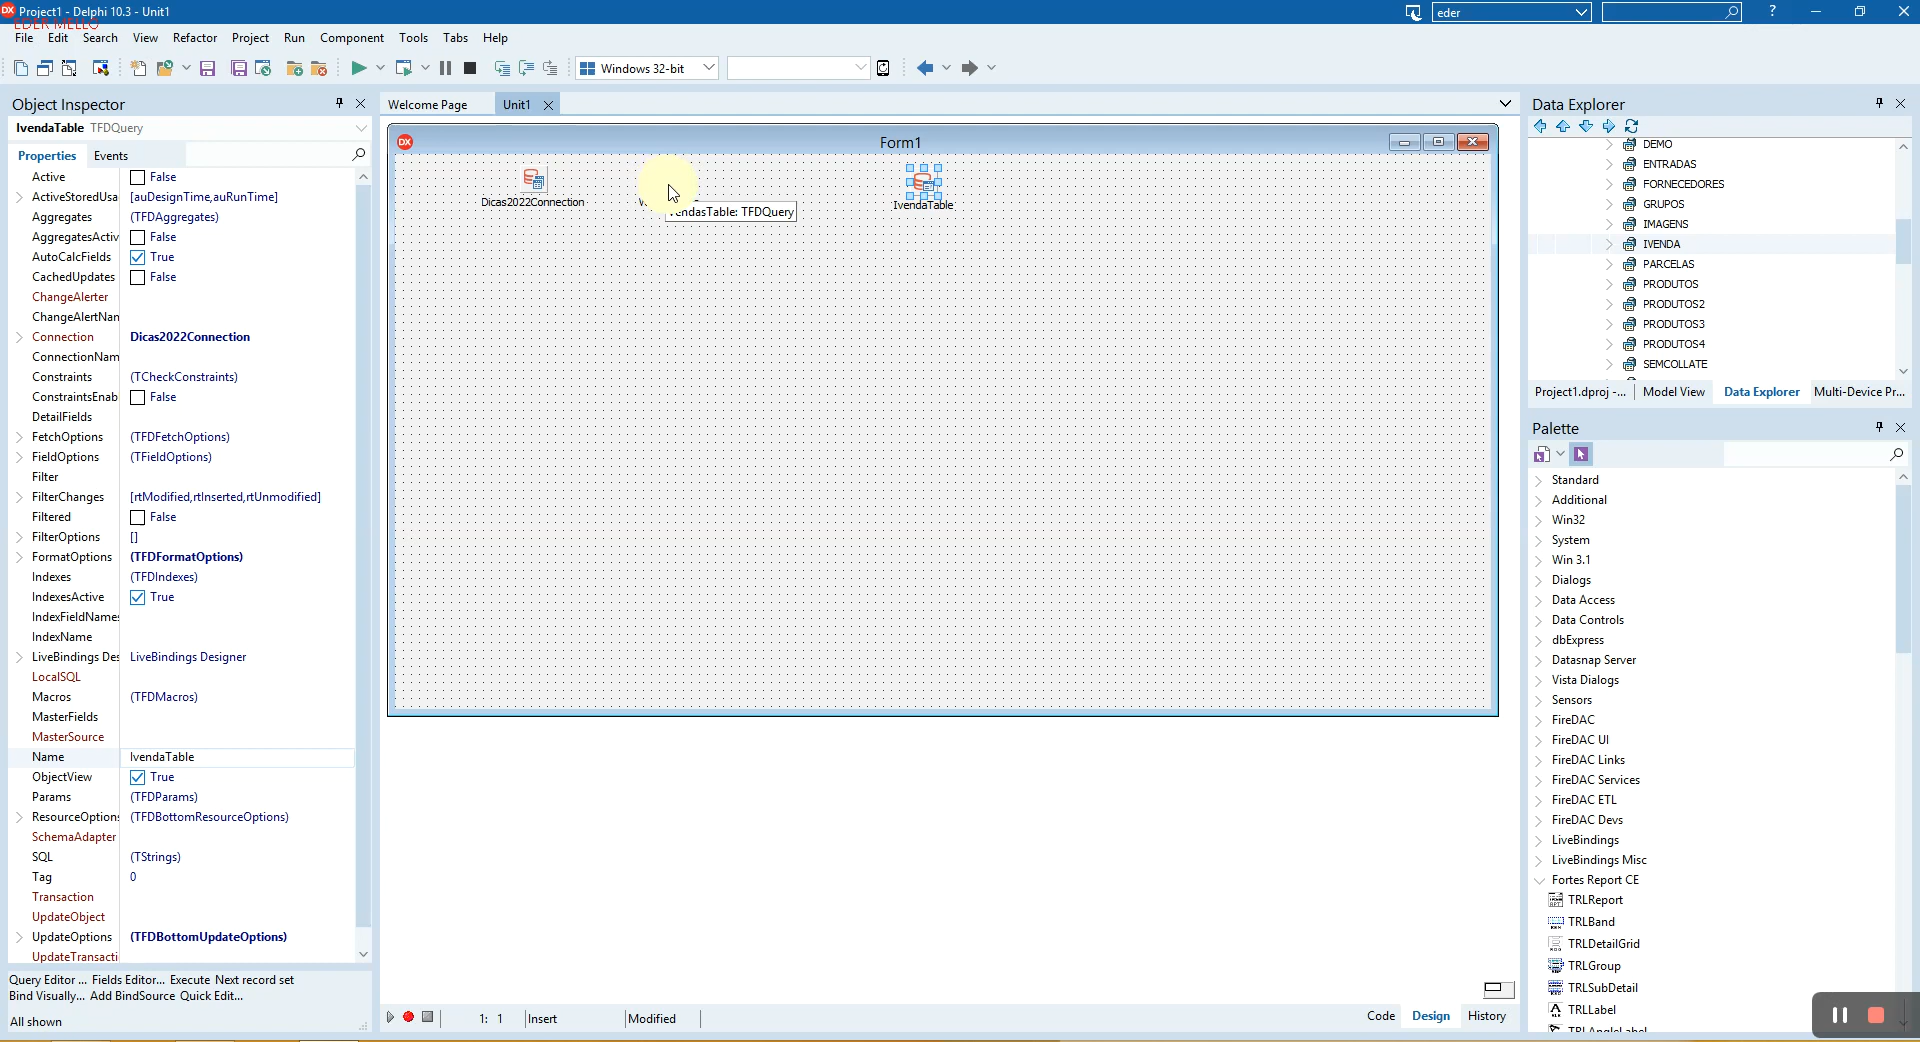 Project1 - Delphi 10.3 - Unit1
eder
?
EDER MELLO
File Edit Search View Refactor Project Run Component Tools Tabs Help
Windows 32-bit
Object Inspector
IvendaTable TFDQuery
Properties Events
Active False
ActiveStoredUsa [auDesignTime,auRunTime]
Aggregates (TFDAggregates)
AggregatesActiv False
AutoCalcFields True
CachedUpdates False
ChangeAlerter
ChangeAlertNan
Connection Dicas2022Connection
ConnectionNam
Constraints (TCheckConstraints)
ConstraintsEnab False
DetailFields
FetchOptions (TFDFetchOptions)
FieldOptions (TFieldOptions)
Filter
FilterChanges [rtModified,rtInserted,rtUnmodified]
Filtered False
FilterOptions []
FormatOptions (TFDFormatOptions)
Indexes (TFDIndexes)
IndexesActive True
IndexFieldNames
IndexName
LiveBindings Des LiveBindings Designer
LocalSQL
Macros (TFDMacros)
MasterFields
MasterSource
Name IvendaTable
ObjectView True
Params (TFDParams)
ResourceOptions (TFDBottomResourceOptions)
SchemaAdapter
SQL (TStrings)
Tag 0
Transaction
UpdateObject
UpdateOptions (TFDBottomUpdateOptions)
UpdateTransacti
Query Editor ... Fields Editor... Execute Next record set
Bind Visually... Add BindSource Quick Edit...
All shown
Welcome Page Unit1
DX Form1
Dicas2022Connection
VendasTable: TFDQuery
IvendaTable
1: 1 Insert Modified
Code Design History
Data Explorer
DEMO
ENTRADAS
FORNECEDORES
GRUPOS
IMAGENS
IVENDA
PARCELAS
PRODUTOS
PRODUTOS2
PRODUTOS3
PRODUTOS4
SEMCOLLATE
Project1.dproj -... Model View Data Explorer Multi-Device Pr...
Palette
Standard
Additional
Win32
System
Win 3.1
Dialogs
Data Access
Data Controls
dbExpress
Datasnap Server
Vista Dialogs
Sensors
FireDAC
FireDAC UI
FireDAC Links
FireDAC Services
FireDAC ETL
FireDAC Devs
LiveBindings
LiveBindings Misc
Fortes Report CE
TRLReport
TRLBand
TRLDetailGrid
TRLGroup
TRLSubDetail
TRLLabel
TRLAngleLabel